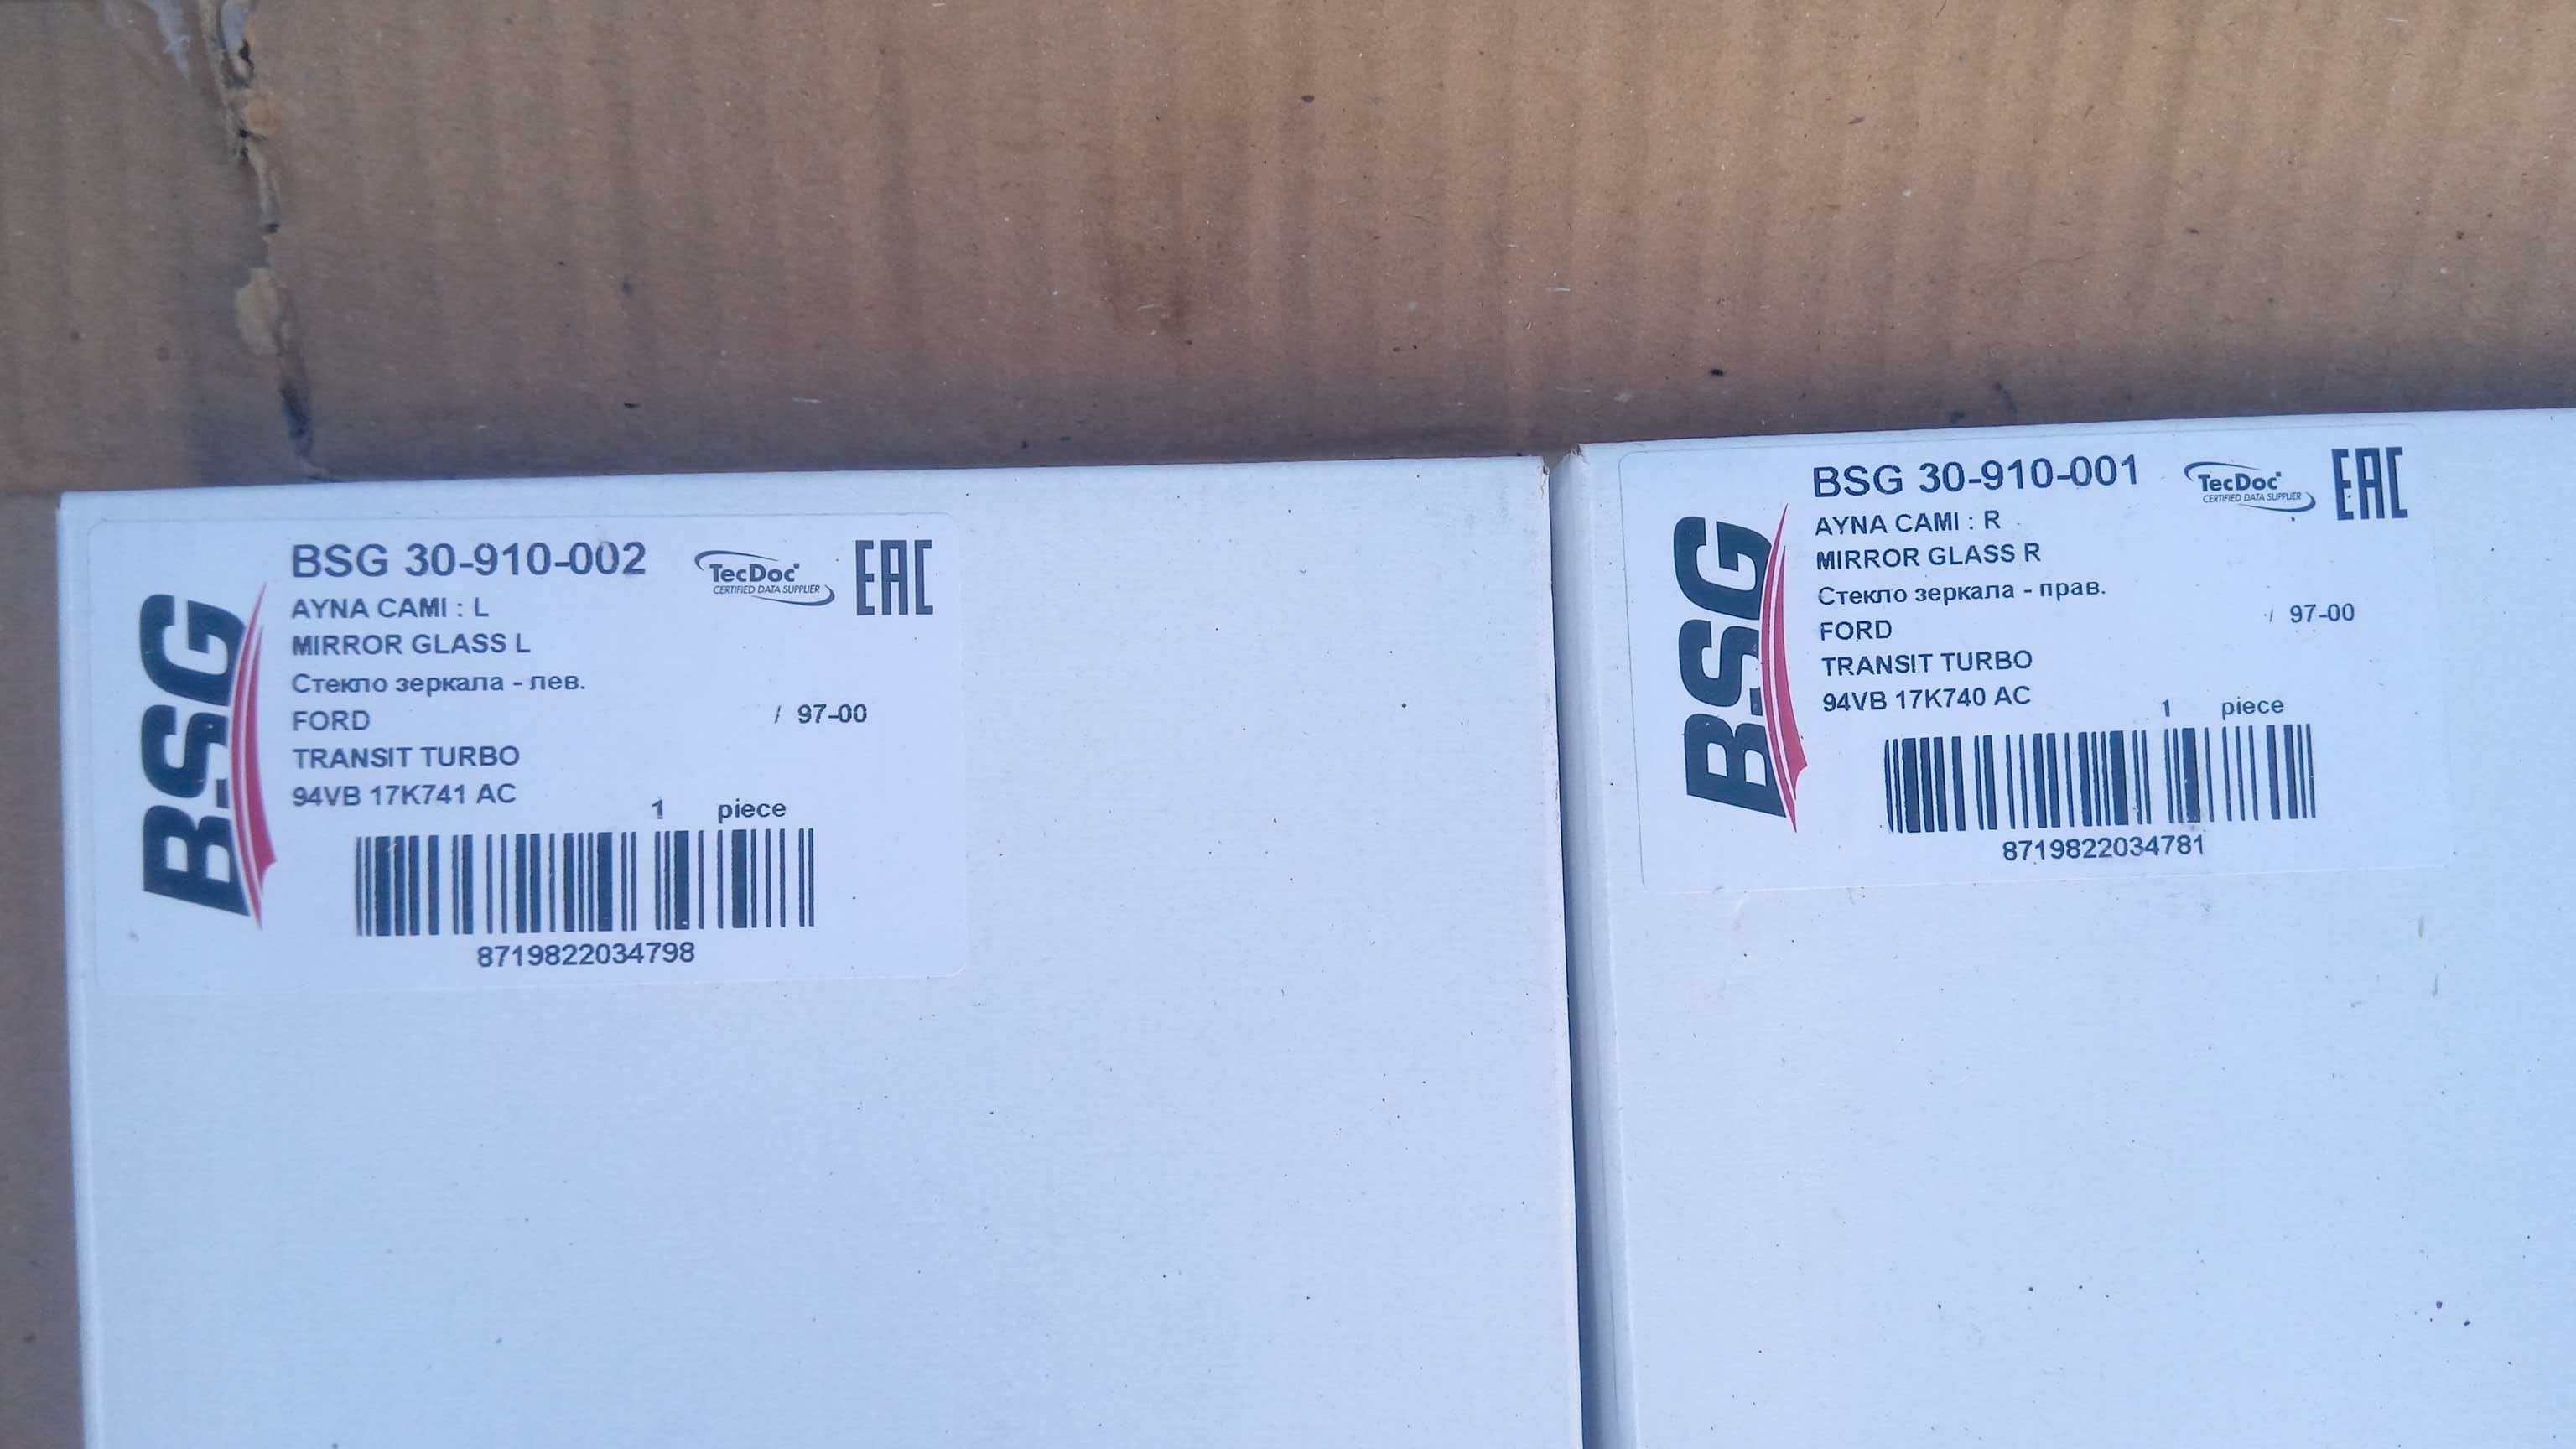 BSG
BSG 30-910-002
TecDoc
CERTIFIED DATA SUPPLIER
EAC
AYNA CAMI : L
MIRROR GLASS L
Стекло зеркала - лев.
FORD
/ 97-00
TRANSIT TURBO
94VB 17K741 AC
1 piece
8719822034798
BSG
BSG 30-910-001
TecDoc
CERTIFIED DATA SUPPLIER
EAC
AYNA CAMI : R
MIRROR GLASS R
Стекло зеркала - прав.
FORD
/ 97-00
TRANSIT TURBO
94VB 17K740 AC
1 piece
8719822034781